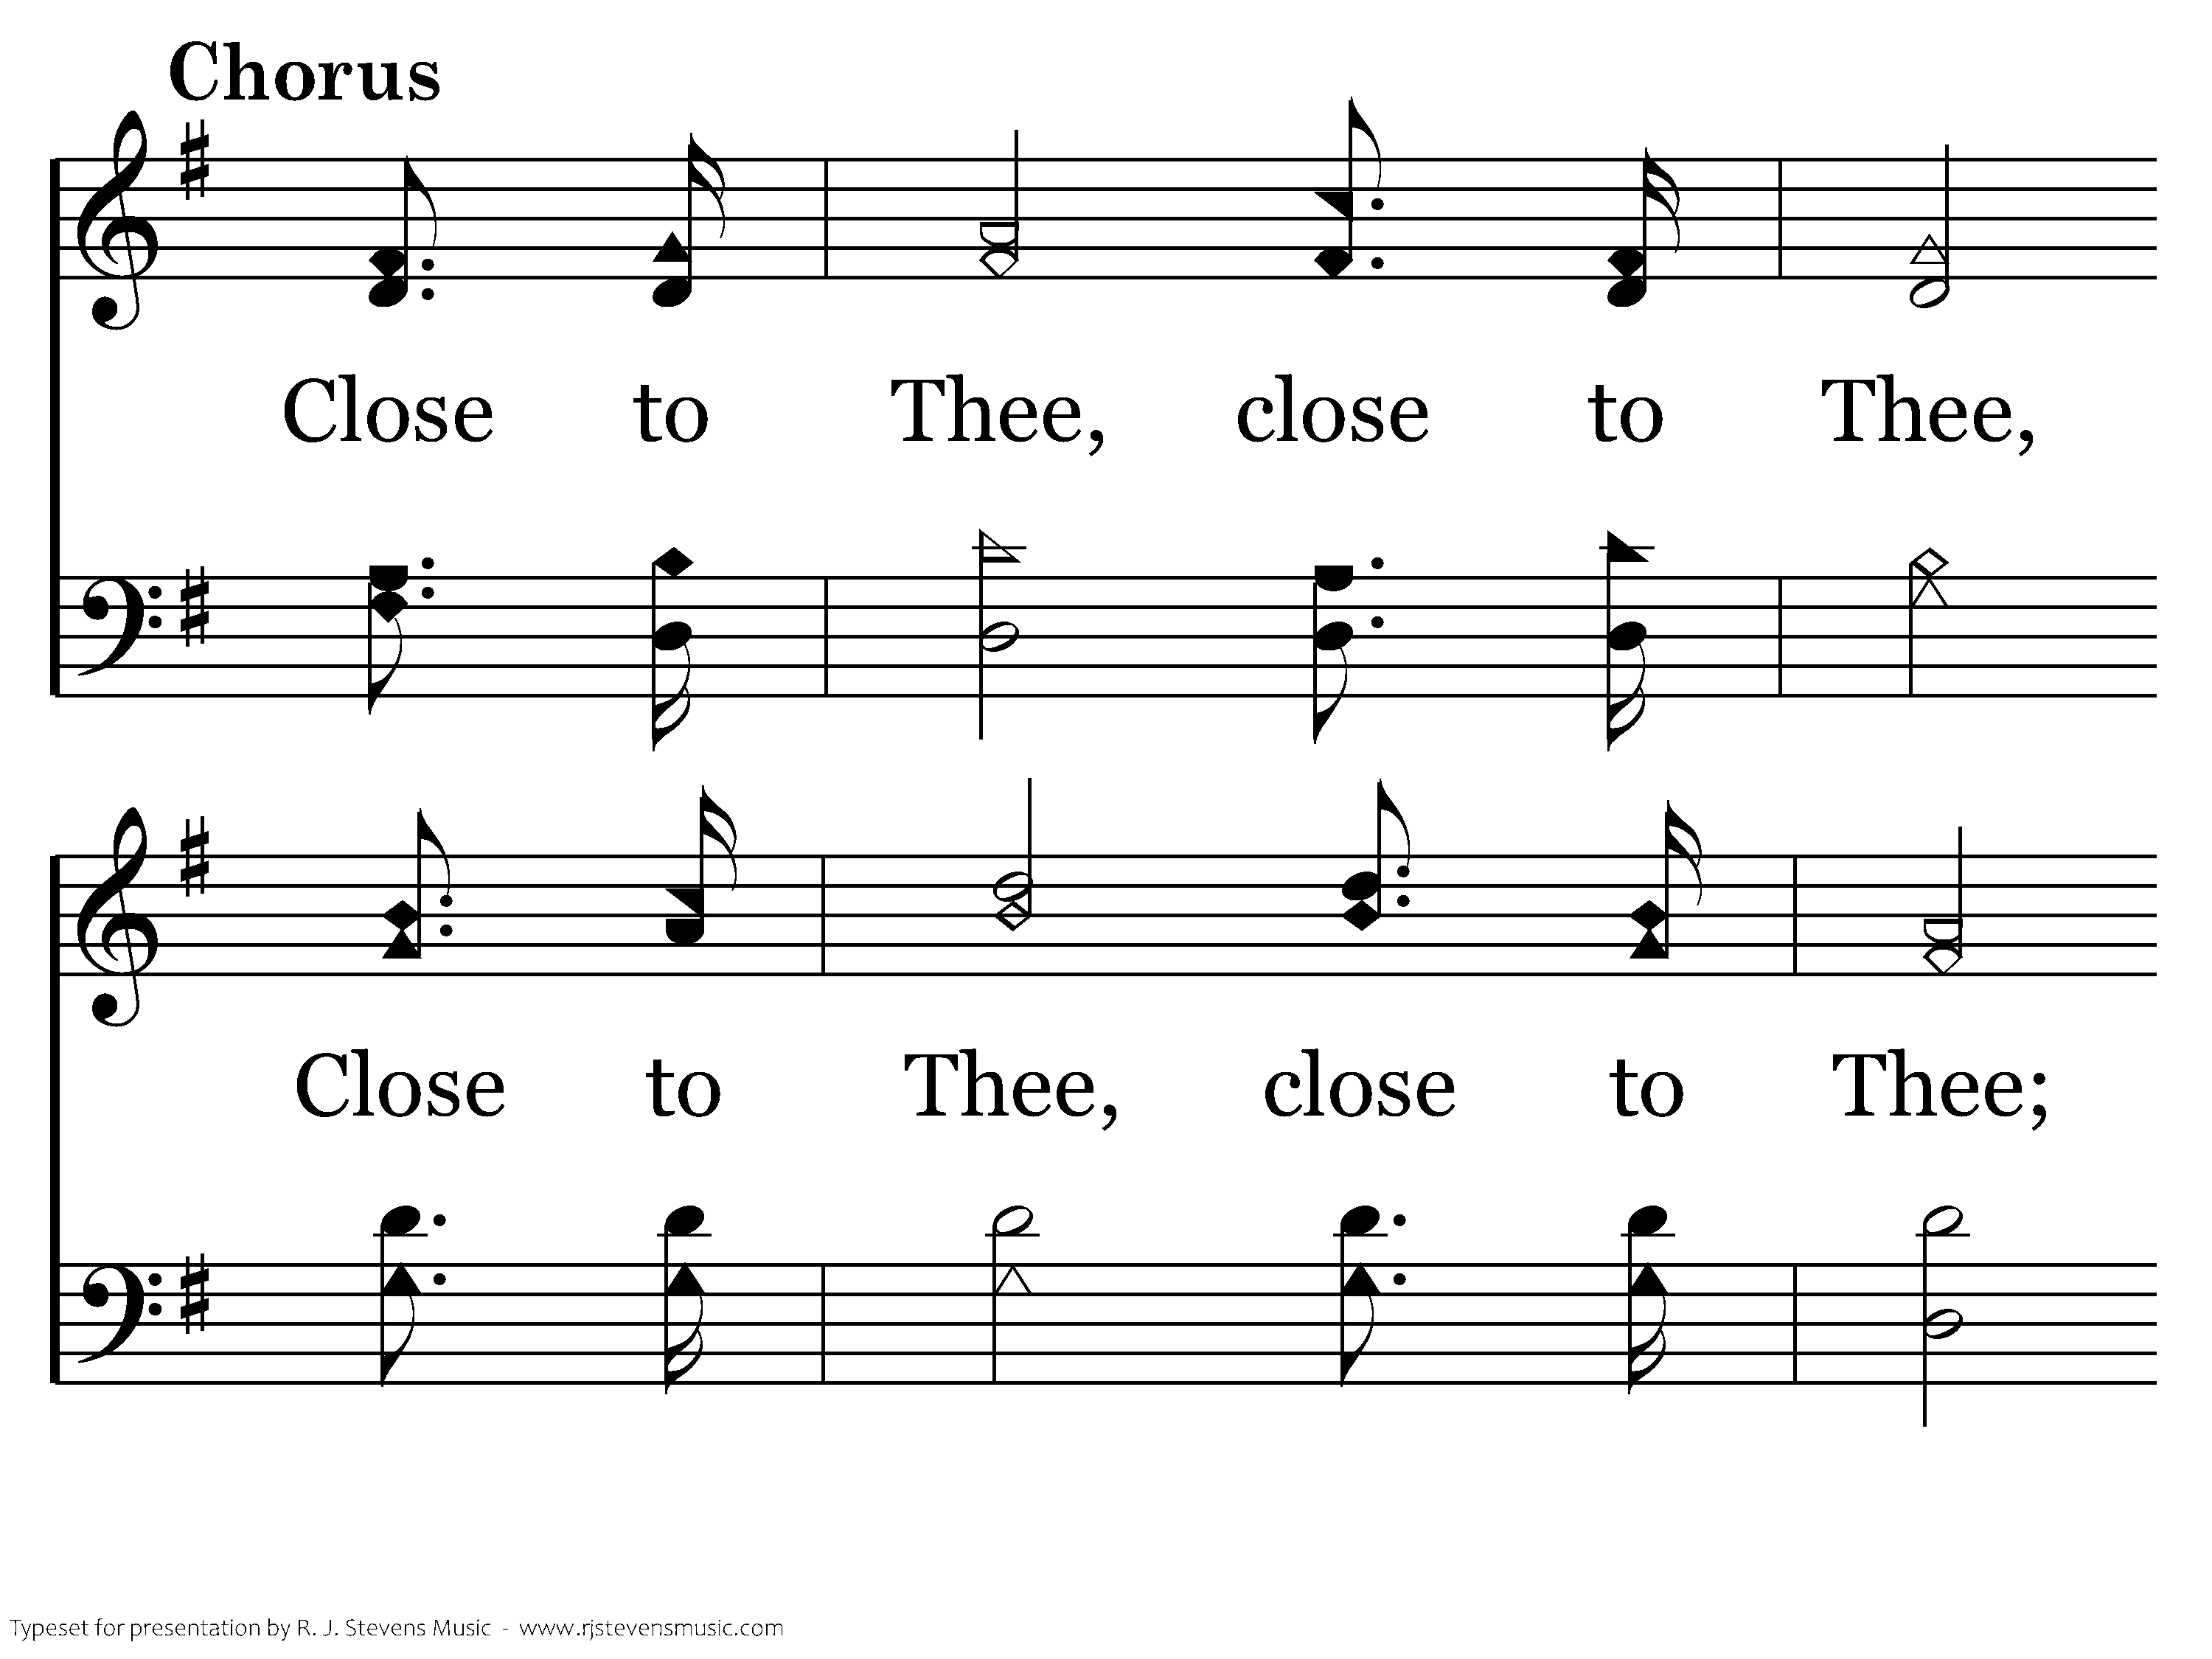 Chorus
Close to Thee, close to Thee,
Close to Thee, close to Thee;
Typeset for presentation by R. J. Stevens Music - www.rjstevensmusic.com